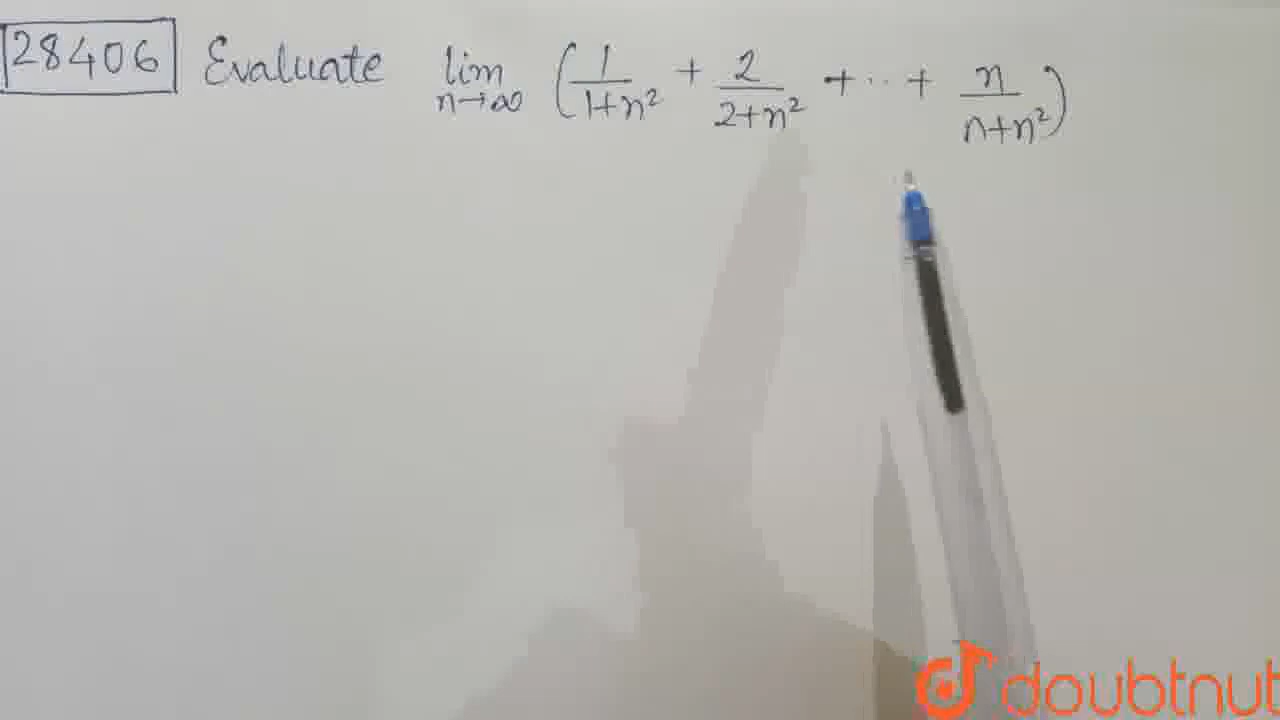 28406 Evaluate lim n→∞ (1/1+n² + 2/2+n² + ... + n/n+n²)
doubtnut